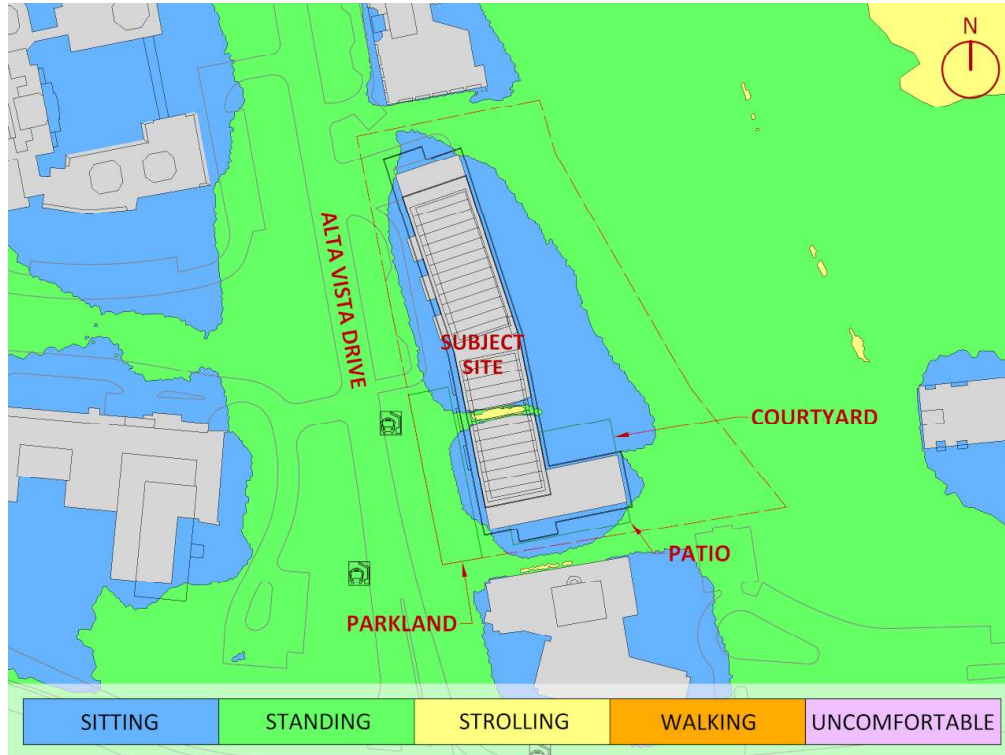 N
ALTA VISTA DRIVE
SUBJECT
SITE
COURTYARD
PATIO
PARKLAND
SITTING
STANDING
STROLLING
WALKING
UNCOMFORTABLE